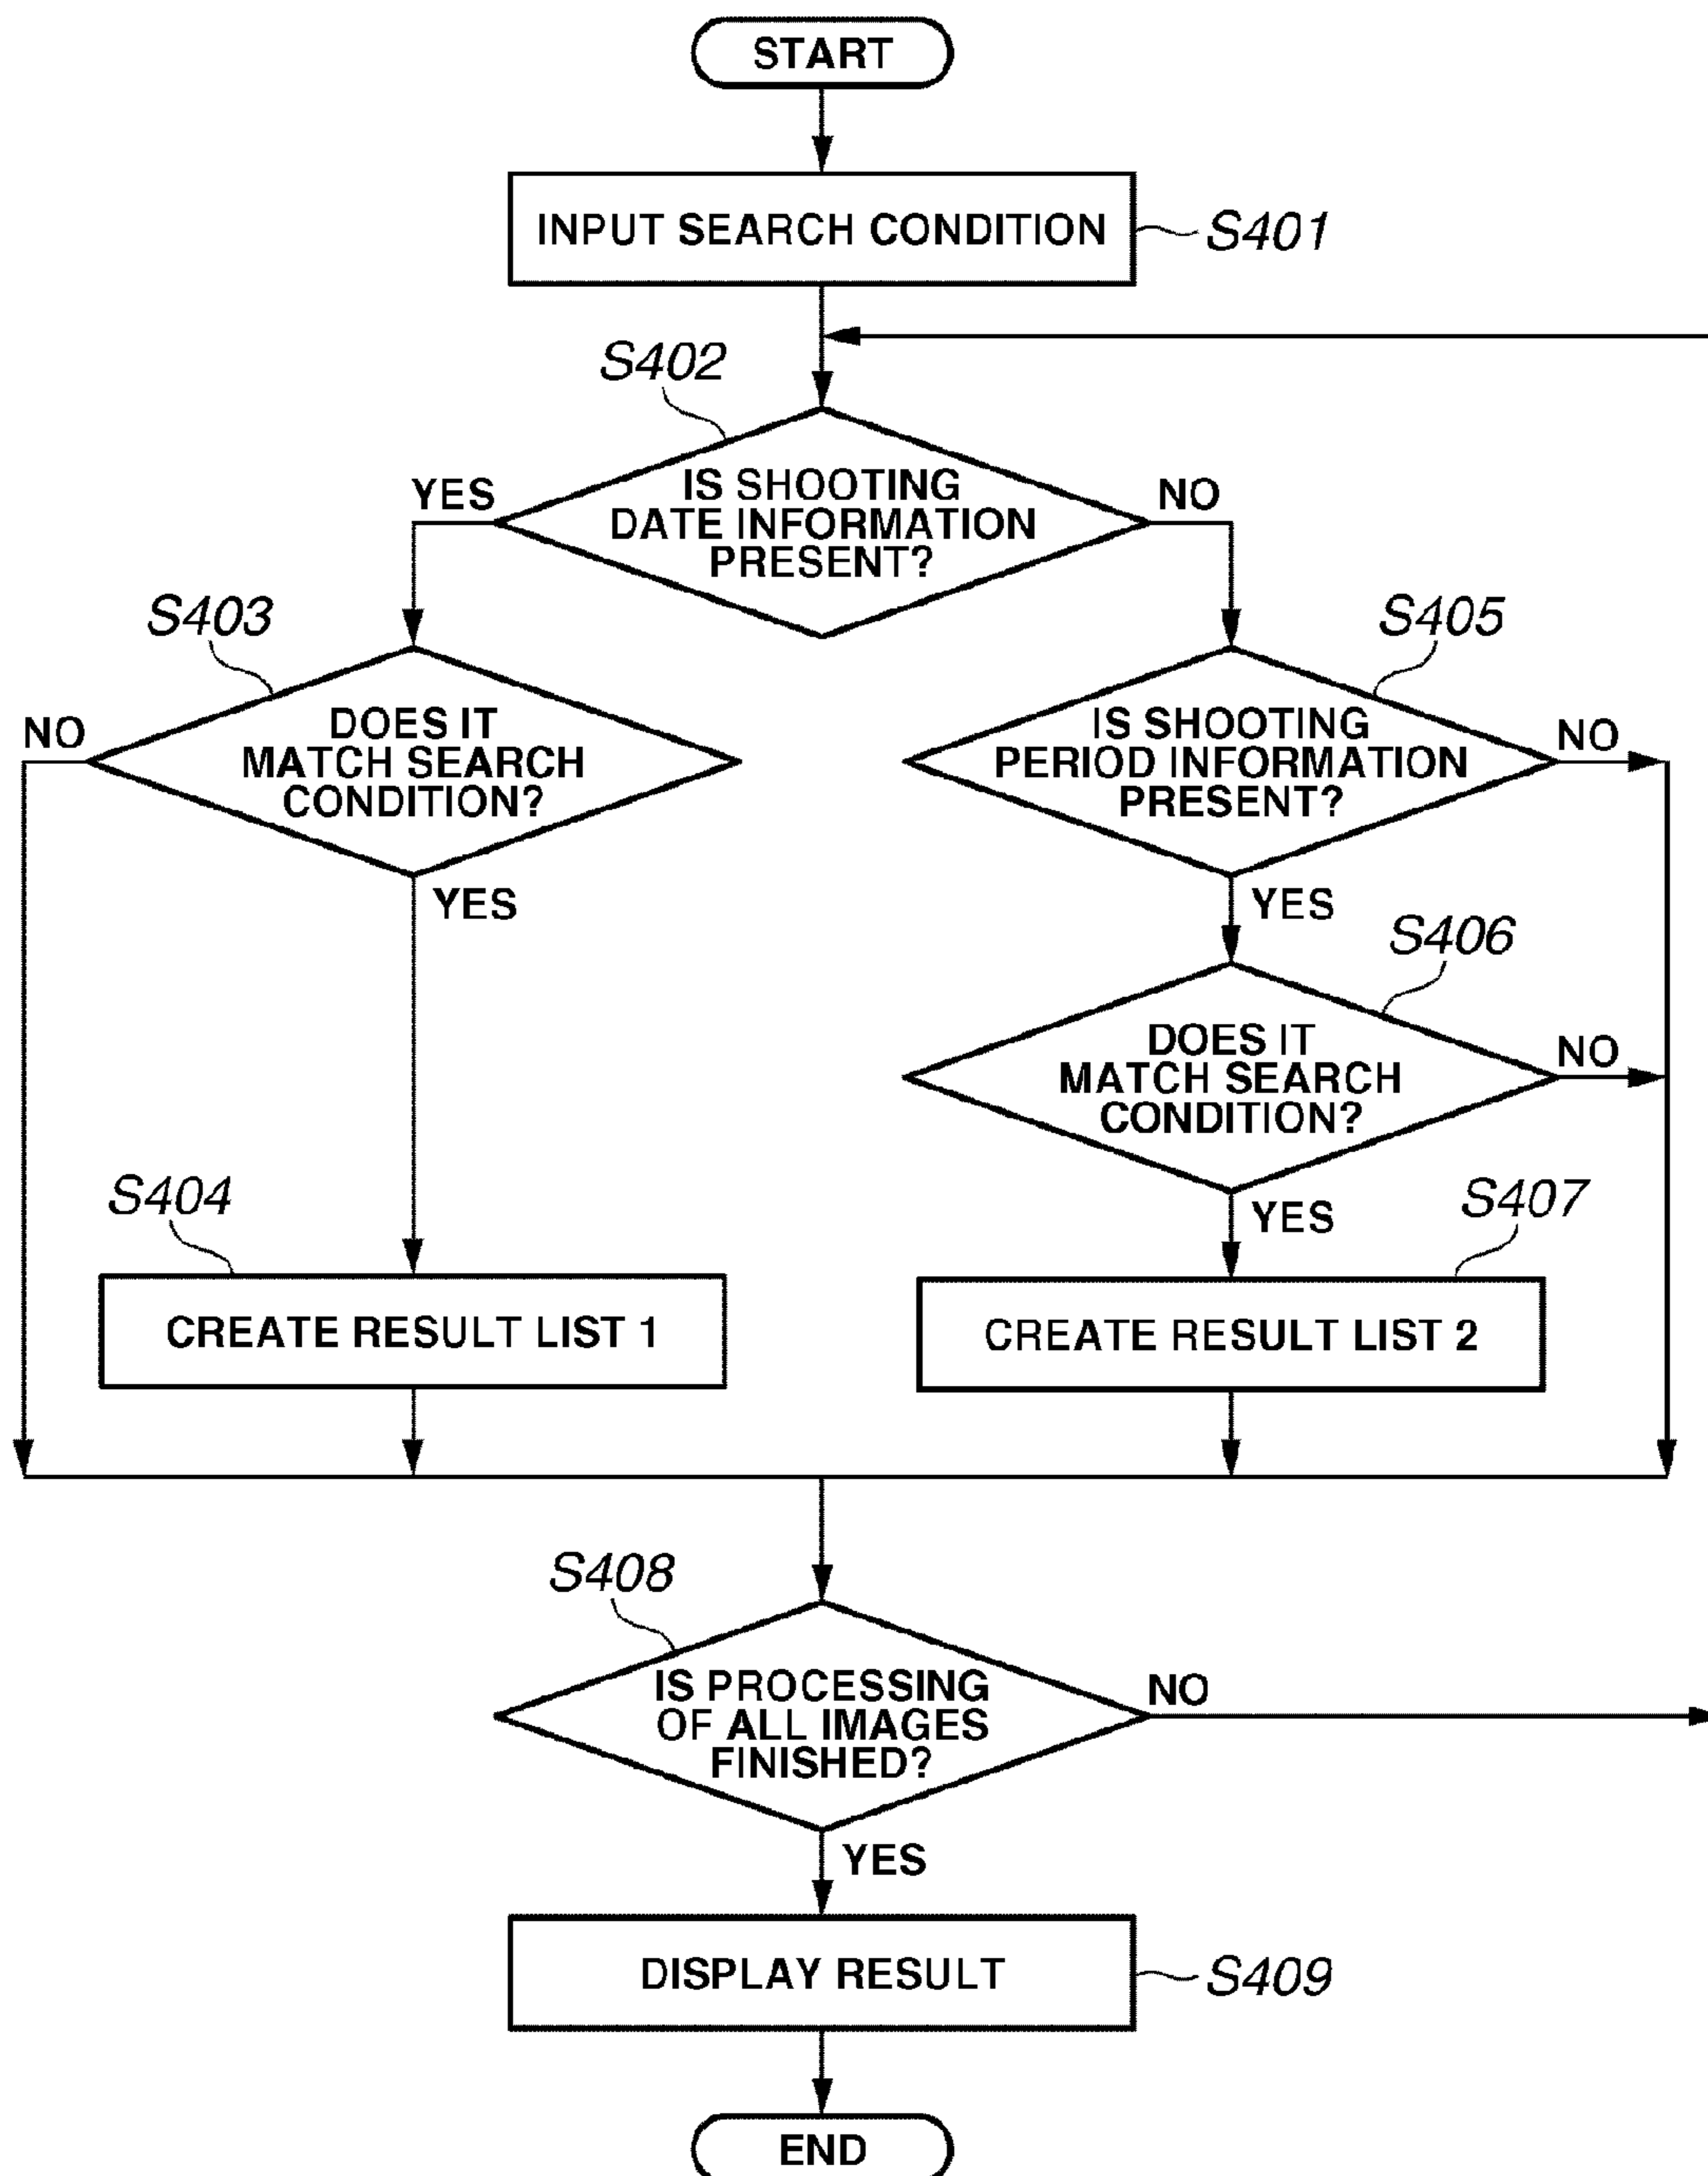 START
INPUT SEARCH CONDITION
S401
S402
YES
IS SHOOTING
DATE INFORMATION
PRESENT?
NO
S403
NO
DOES IT
MATCH SEARCH
CONDITION?
YES
S405
IS SHOOTING
PERIOD INFORMATION
PRESENT?
NO
YES
S406
DOES IT
MATCH SEARCH
CONDITION?
NO
YES
S404
CREATE RESULT LIST 1
S407
CREATE RESULT LIST 2
S408
IS PROCESSING
OF ALL IMAGES
FINISHED?
NO
YES
DISPLAY RESULT
S409
END